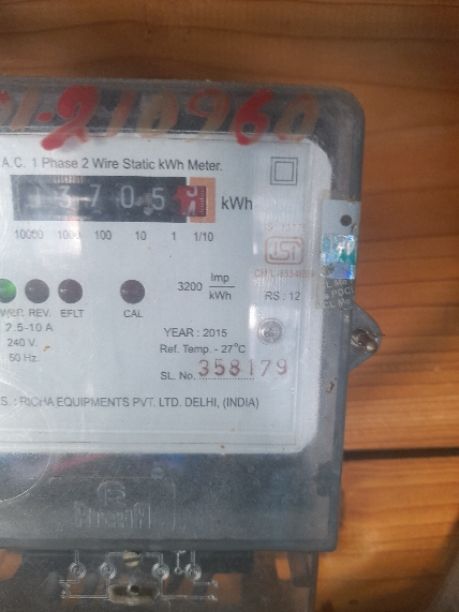 210960
A.C. 1 Phase 2 Wire Static kWh Meter.
13705 kWh
10000 1000 100 10 1 1/10
3200 Imp/kWh
REV. EFLT CAL
RS : 12
2.5-10 A
YEAR : 2015
240 V.
Ref. Temp. - 27°C
50 Hz.
SL. No. 358179
S. : RICHA EQUIPMENTS PVT. LTD. DELHI, (INDIA)